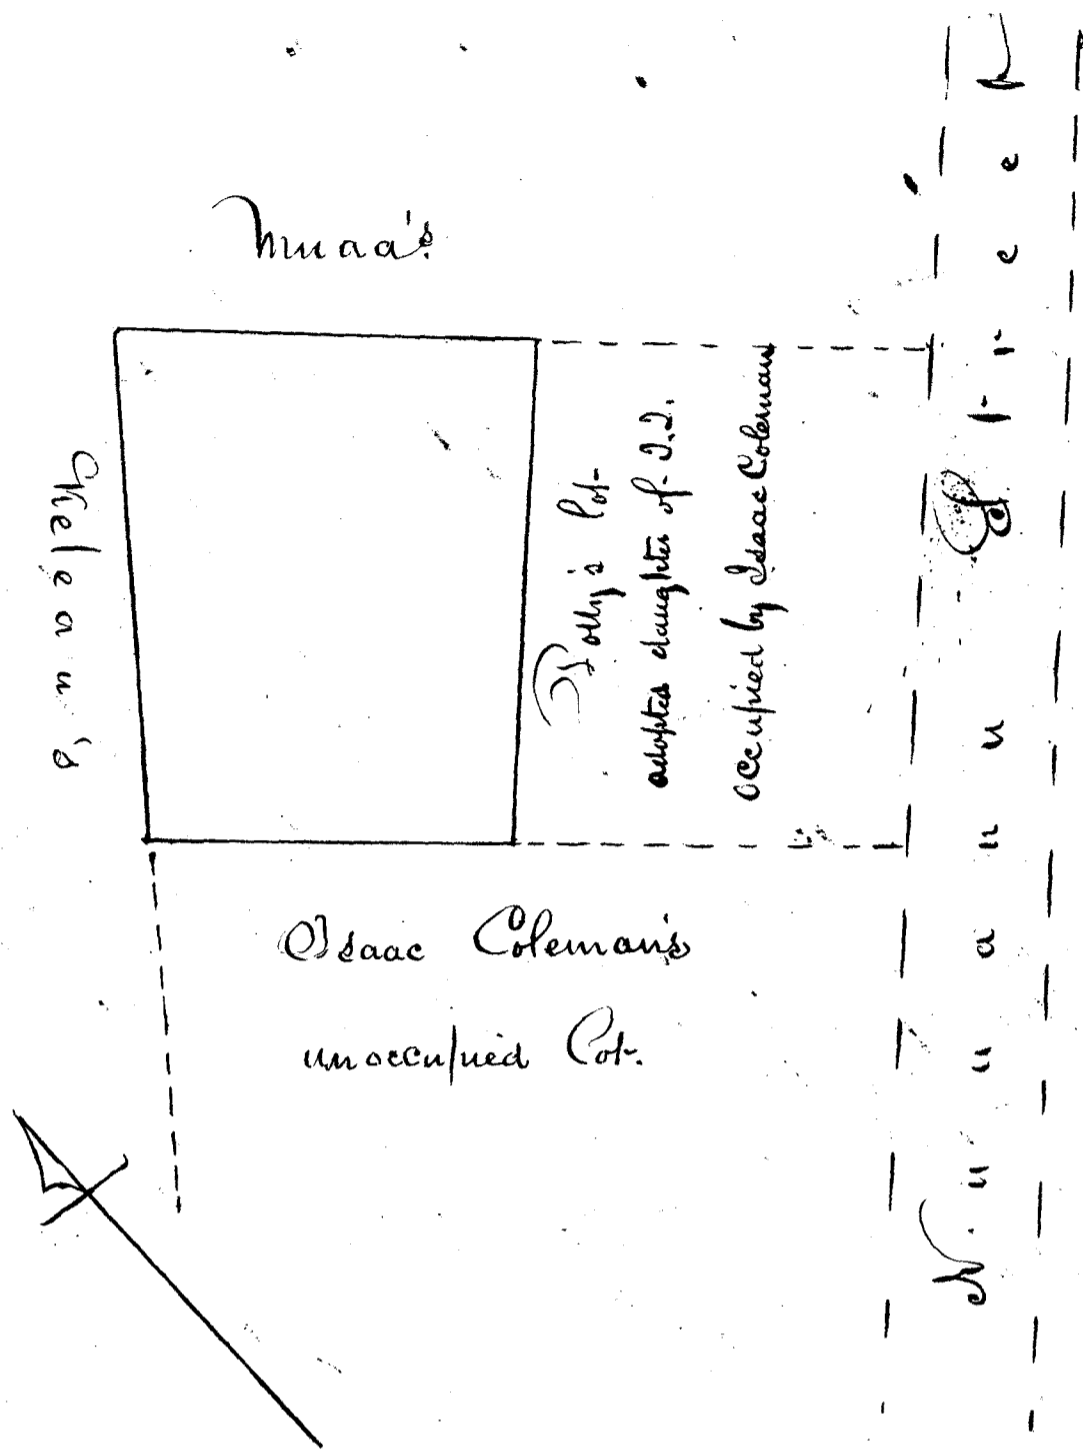 Muaa's
Keleau's
Polly's Lot
adopted daughter of I.I.
occupied by Isaac Coleman
Nuuanu Street
Isaac Coleman's
unoccupied Lot.